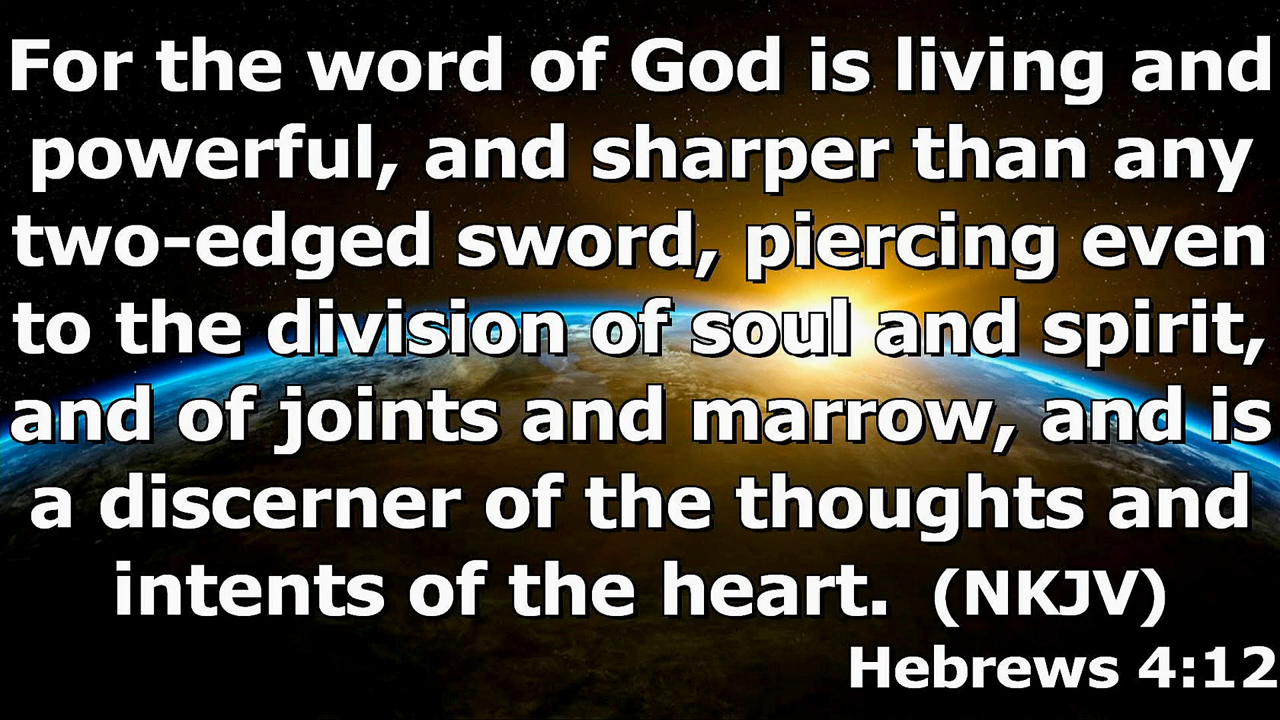 For the word of God is living and
powerful, and sharper than any
two-edged sword, piercing even
to the division of soul and spirit,
and of joints and marrow, and is
a discerner of the thoughts and
intents of the heart.  (NKJV)
Hebrews 4:12